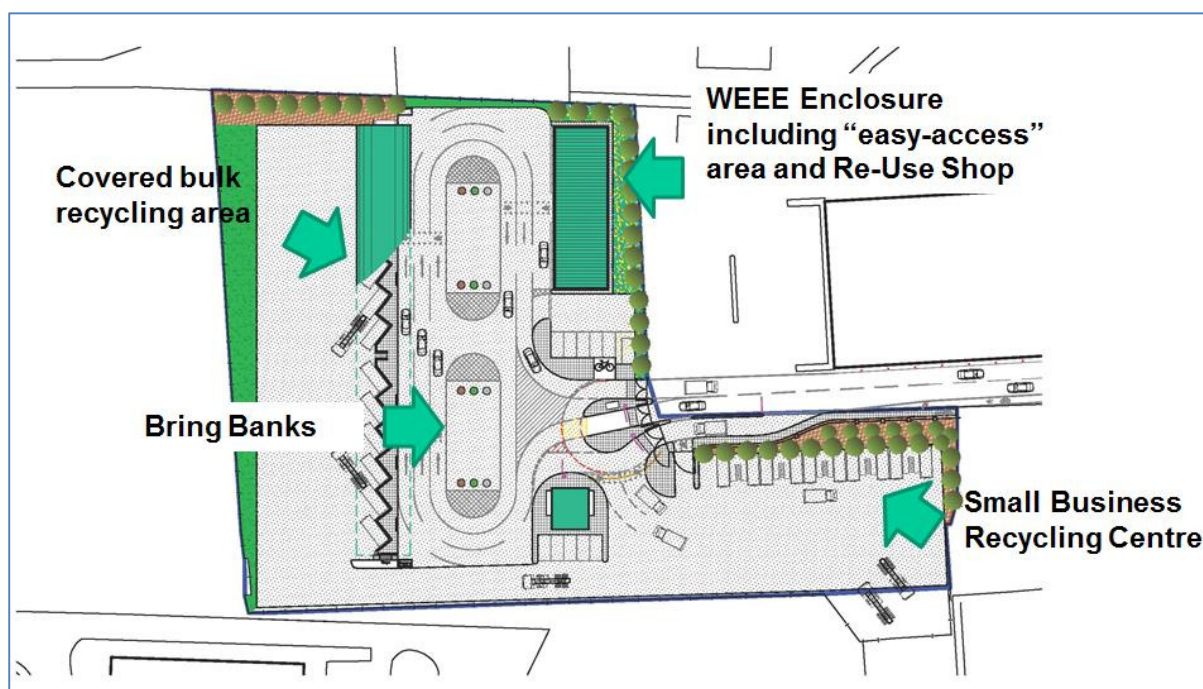 WEEE Enclosure
including “easy-access”
area and Re-Use Shop
Covered bulk
recycling area
Bring Banks
Small Business
Recycling Centre